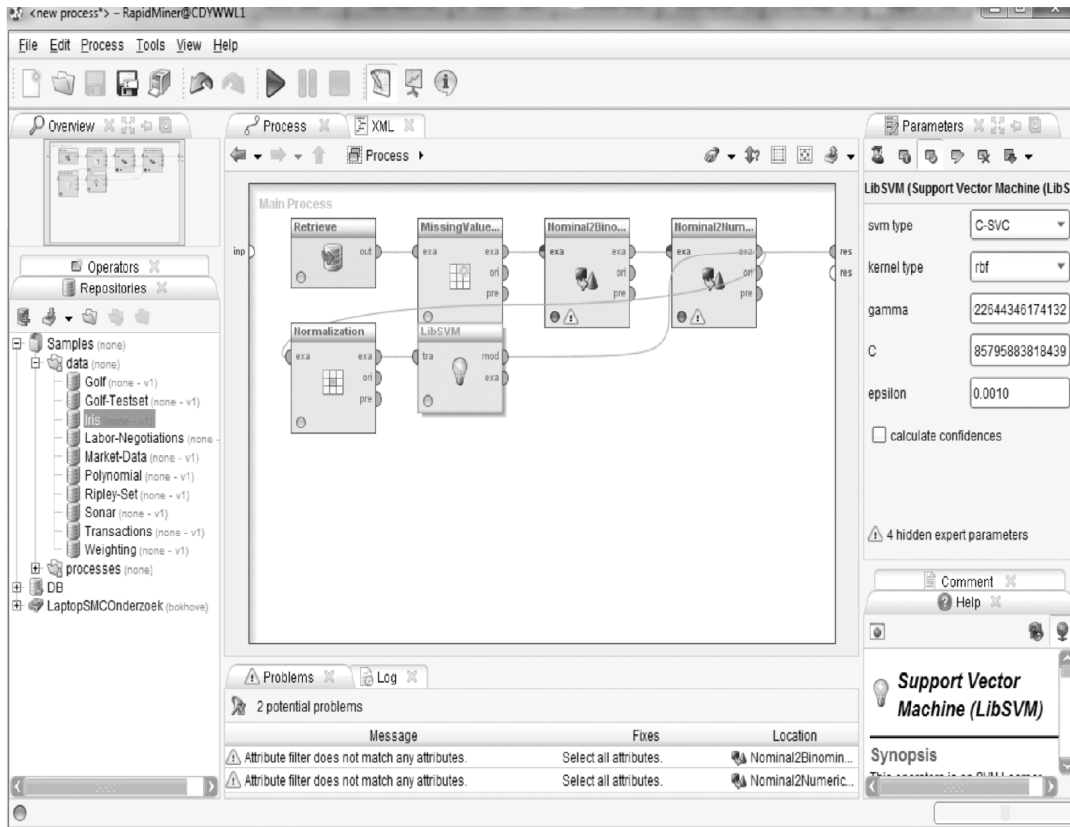 <new process*> – RapidMiner@CDYWWL1
File Edit Process Tools View Help
Overview
Process
XML
Parameters
Process
LibSVM (Support Vector Machine (LibS
Main Process
Retrieve
MissingValue...
Nominal2Bino...
Nominal2Num...
inp
out
exa
exa
exa
exa
exa
exa
res
ori
ori
ori
res
pre
pre
pre
Normalization
LibSVM
exa
exa
tra
mod
ori
exa
pre
svm type
C-SVC
kernel type
rbf
gamma
22644346174132
C
85795883818439
epsilon
0.0010
calculate confidences
4 hidden expert parameters
Operators
Repositories
Samples (none)
data (none)
Golf (none - v1)
Golf-Testset (none - v1)
Iris (none - v1)
Labor-Negotiations (none -
Market-Data (none - v1)
Polynomial (none - v1)
Ripley-Set (none - v1)
Sonar (none - v1)
Transactions (none - v1)
Weighting (none - v1)
processes (none)
DB
LaptopSMCOnderzoek (bokhove)
Comment
Help
Support Vector
Machine (LibSVM)
Synopsis
Problems
Log
2 potential problems
Message Fixes Location
Attribute filter does not match any attributes. Select all attributes. Nominal2Binomin...
Attribute filter does not match any attributes. Select all attributes. Nominal2Numeric...